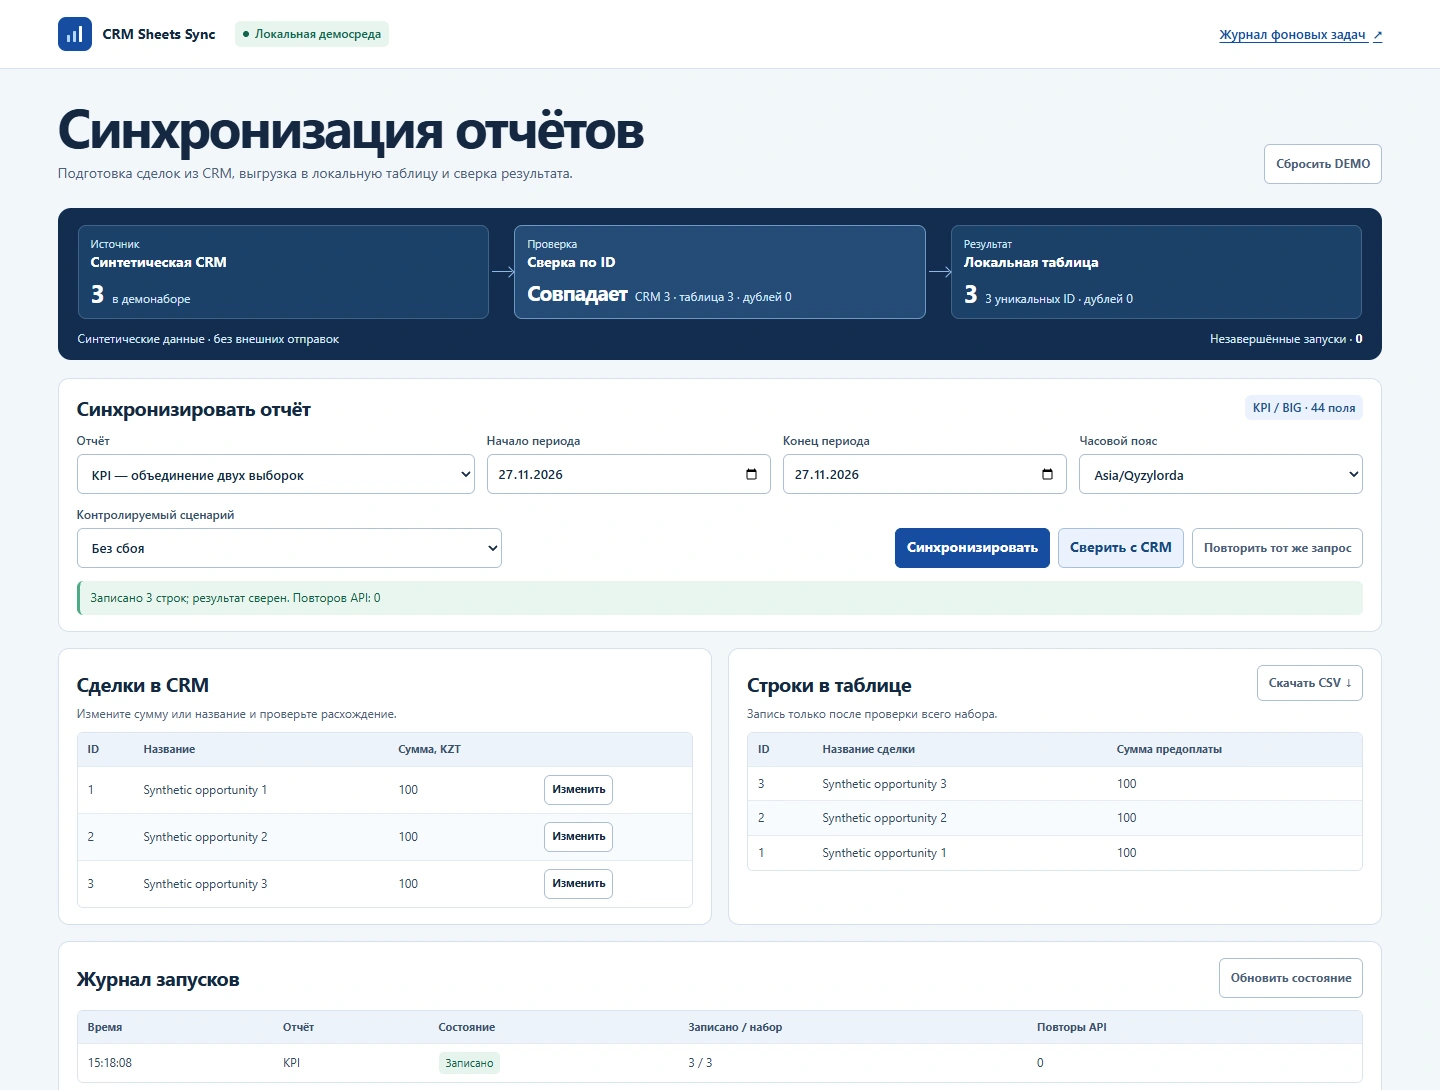 CRM Sheets Sync
Локальная демосреда
Журнал фоновых задач ↗
Синхронизация отчётов
Подготовка сделок из CRM, выгрузка в локальную таблицу и сверка результата.
Сбросить DEMO
Источник
Синтетическая CRM
3 в демонаборе
Проверка
Сверка по ID
Совпадает CRM 3 · таблица 3 · дублей 0
Результат
Локальная таблица
3 3 уникальных ID · дублей 0
Синтетические данные · без внешних отправок
Незавершённые запуски · 0
Синхронизировать отчёт
KPI / BIG · 44 поля
Отчёт
Начало периода
Конец периода
Часовой пояс
KPI — объединение двух выборок
27.11.2026
27.11.2026
Asia/Qyzylorda
Контролируемый сценарий
Без сбоя
Синхронизировать
Сверить с CRM
Повторить тот же запрос
Записано 3 строк; результат сверен. Повторов API: 0
Сделки в CRM
Измените сумму или название и проверьте расхождение.
ID Название Сумма, KZT
1 Synthetic opportunity 1 100 Изменить
2 Synthetic opportunity 2 100 Изменить
3 Synthetic opportunity 3 100 Изменить
Строки в таблице
Скачать CSV ↓
Запись только после проверки всего набора.
ID Название сделки Сумма предоплаты
3 Synthetic opportunity 3 100
2 Synthetic opportunity 2 100
1 Synthetic opportunity 1 100
Журнал запусков
Обновить состояние
Время Отчёт Состояние Записано / набор Повторы API
15:18:08 KPI Записано 3 / 3 0